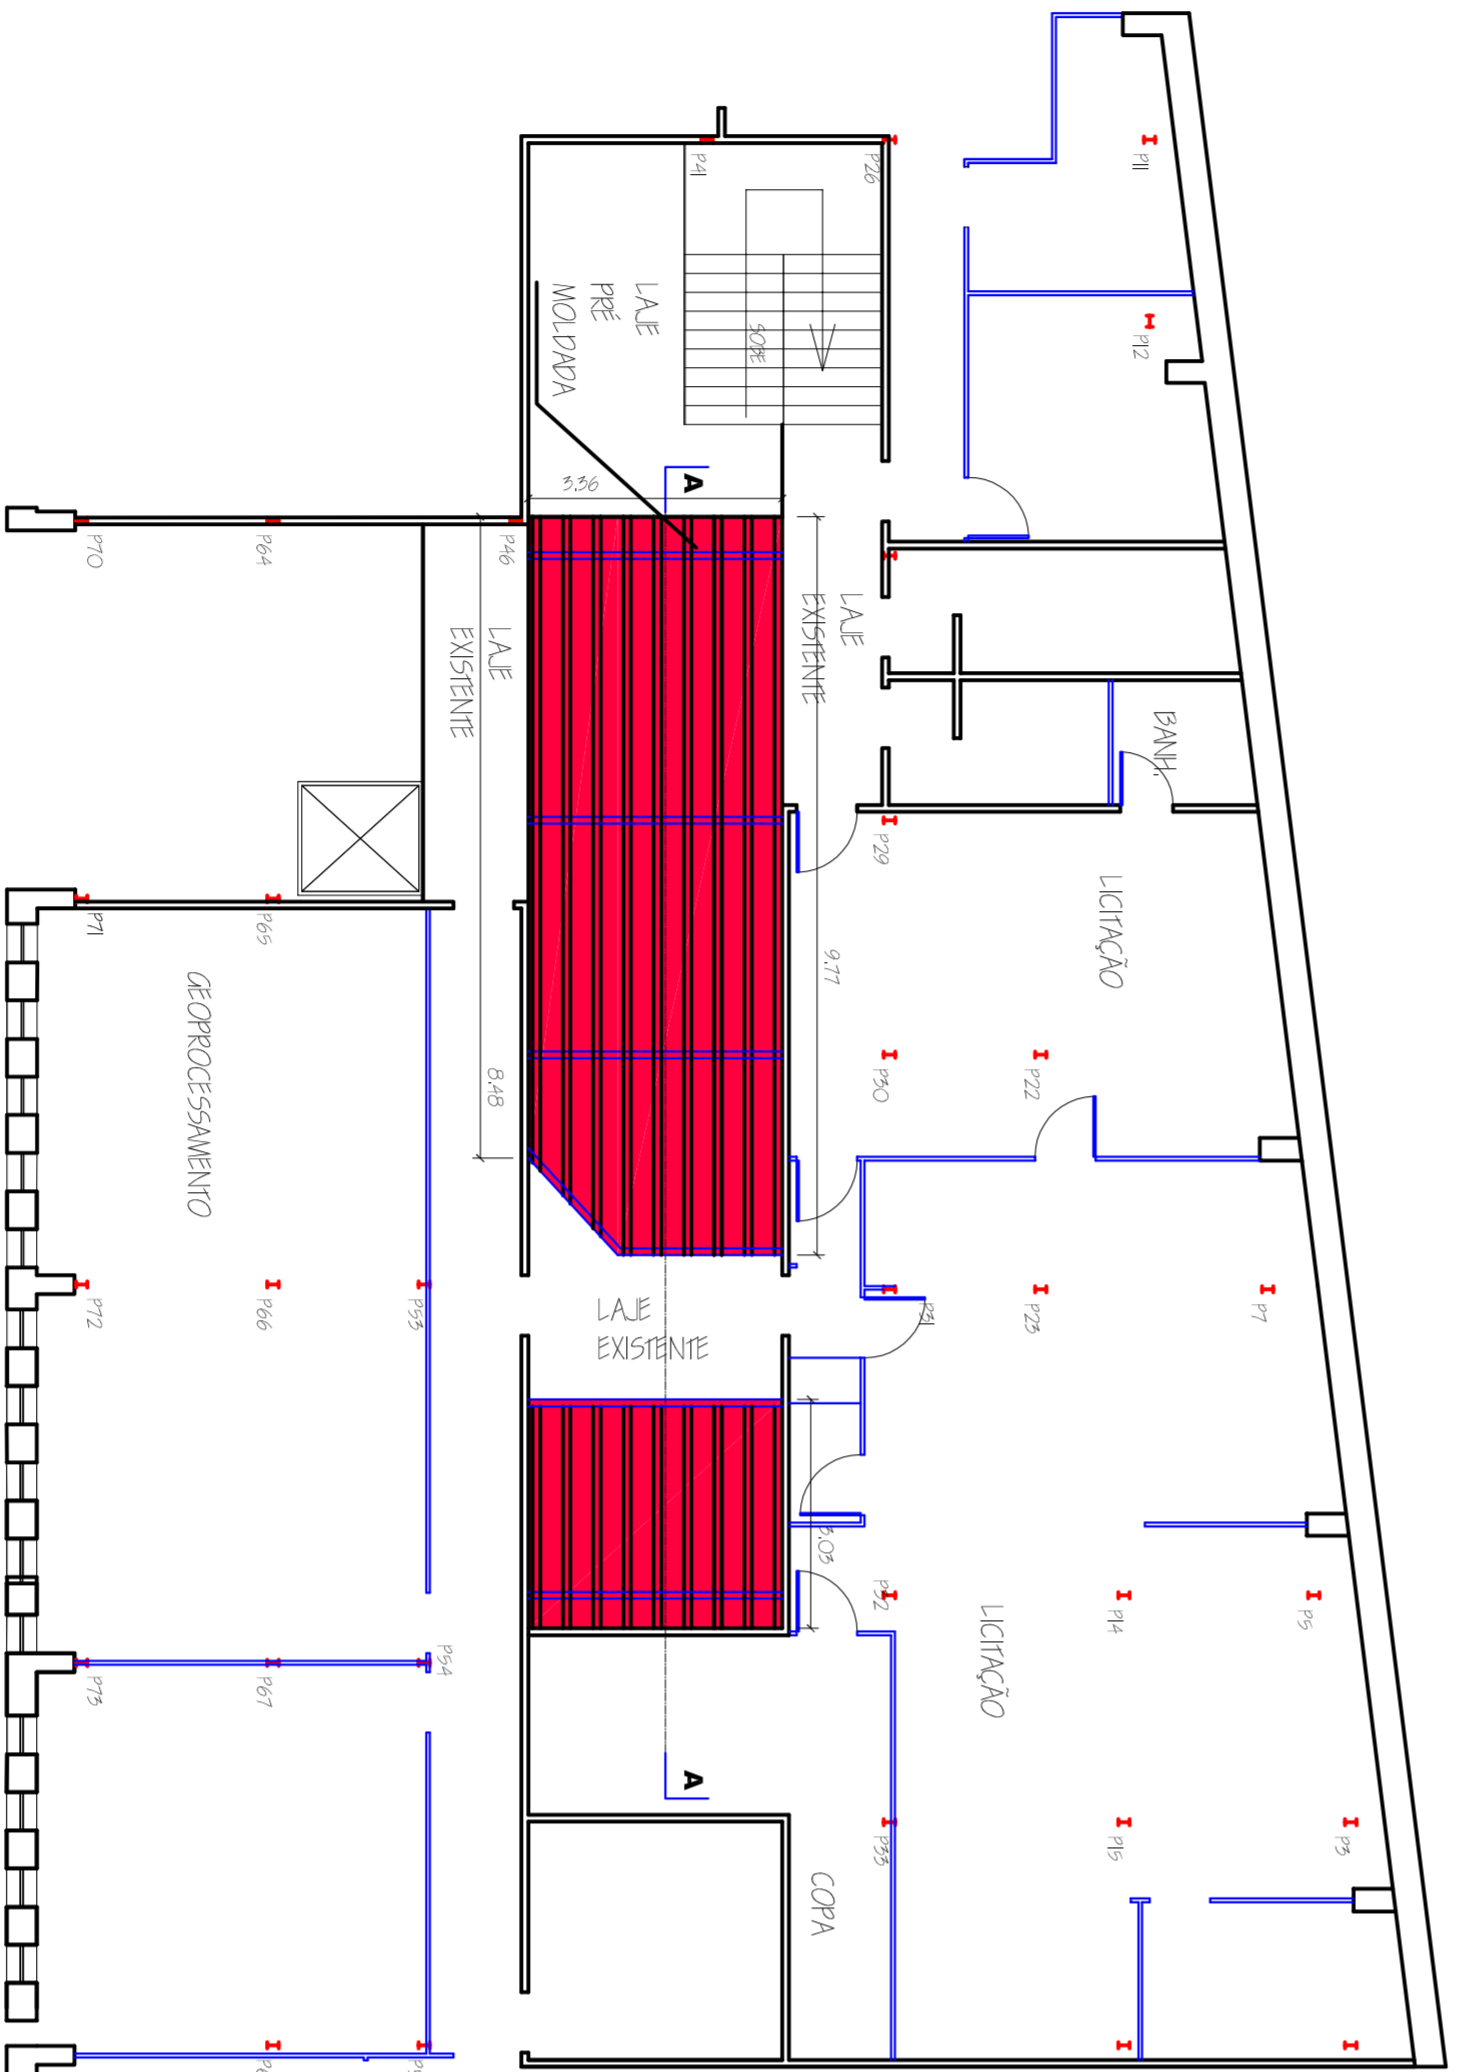 P11
P12
P26
P41
SOBE
LAJE
PRÉ
MOLDADA
A
3.36
P46
P64
P70
LAJE
EXISTENTE
LAJE
EXISTENTE
BANH.
P29
LICITAÇÃO
9.77
P65
P71
GEOPROCESSAMENTO
8.48
P30
P22
P31
P23
P7
P53
P66
P72
LAJE
EXISTENTE
3.03
P32
P14
P5
LICITAÇÃO
P54
P67
P73
A
P33
P15
P3
COPA